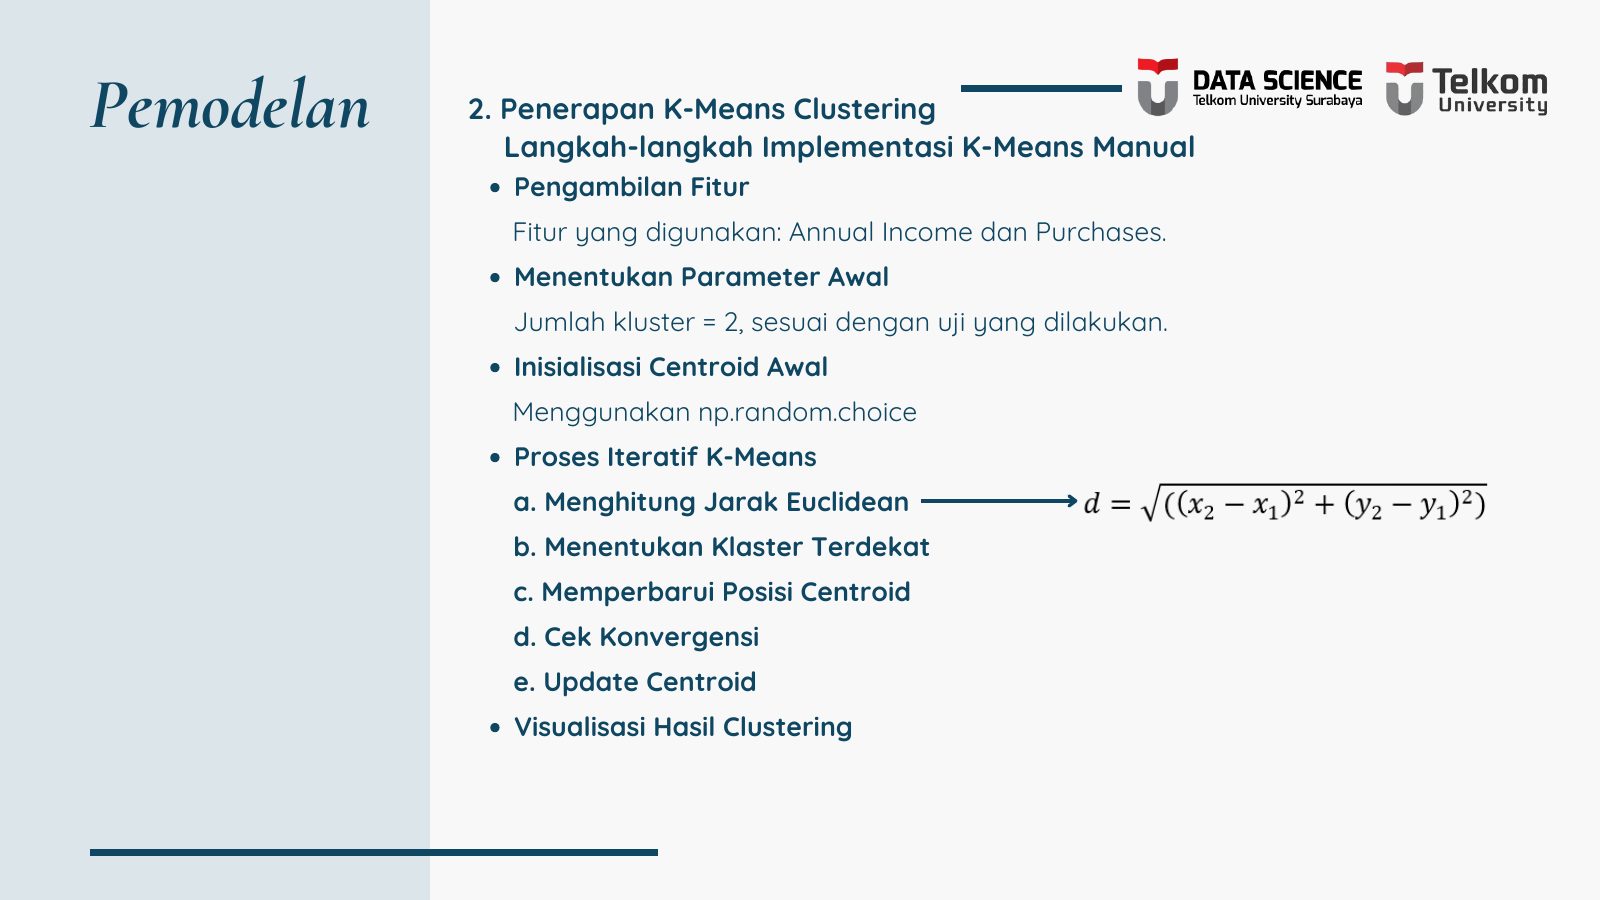 Pemodelan
DATA SCIENCE
Telkom University Surabaya
Telkom
University
2. Penerapan K-Means Clustering
Langkah-langkah Implementasi K-Means Manual
• Pengambilan Fitur
Fitur yang digunakan: Annual Income dan Purchases.
• Menentukan Parameter Awal
Jumlah kluster = 2, sesuai dengan uji yang dilakukan.
• Inisialisasi Centroid Awal
Menggunakan np.random.choice
• Proses Iteratif K-Means
a. Menghitung Jarak Euclidean
d = √((x₂ − x₁)² + (y₂ − y₁)²)
b. Menentukan Klaster Terdekat
c. Memperbarui Posisi Centroid
d. Cek Konvergensi
e. Update Centroid
• Visualisasi Hasil Clustering